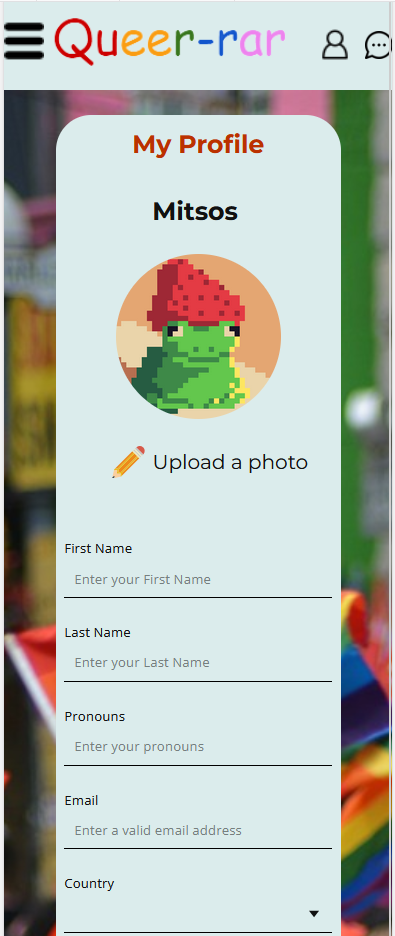 Queer-rar
My Profile
Mitsos
Upload a photo
First Name
Enter your First Name
Last Name
Enter your Last Name
Pronouns
Enter your pronouns
Email
Enter a valid email address
Country